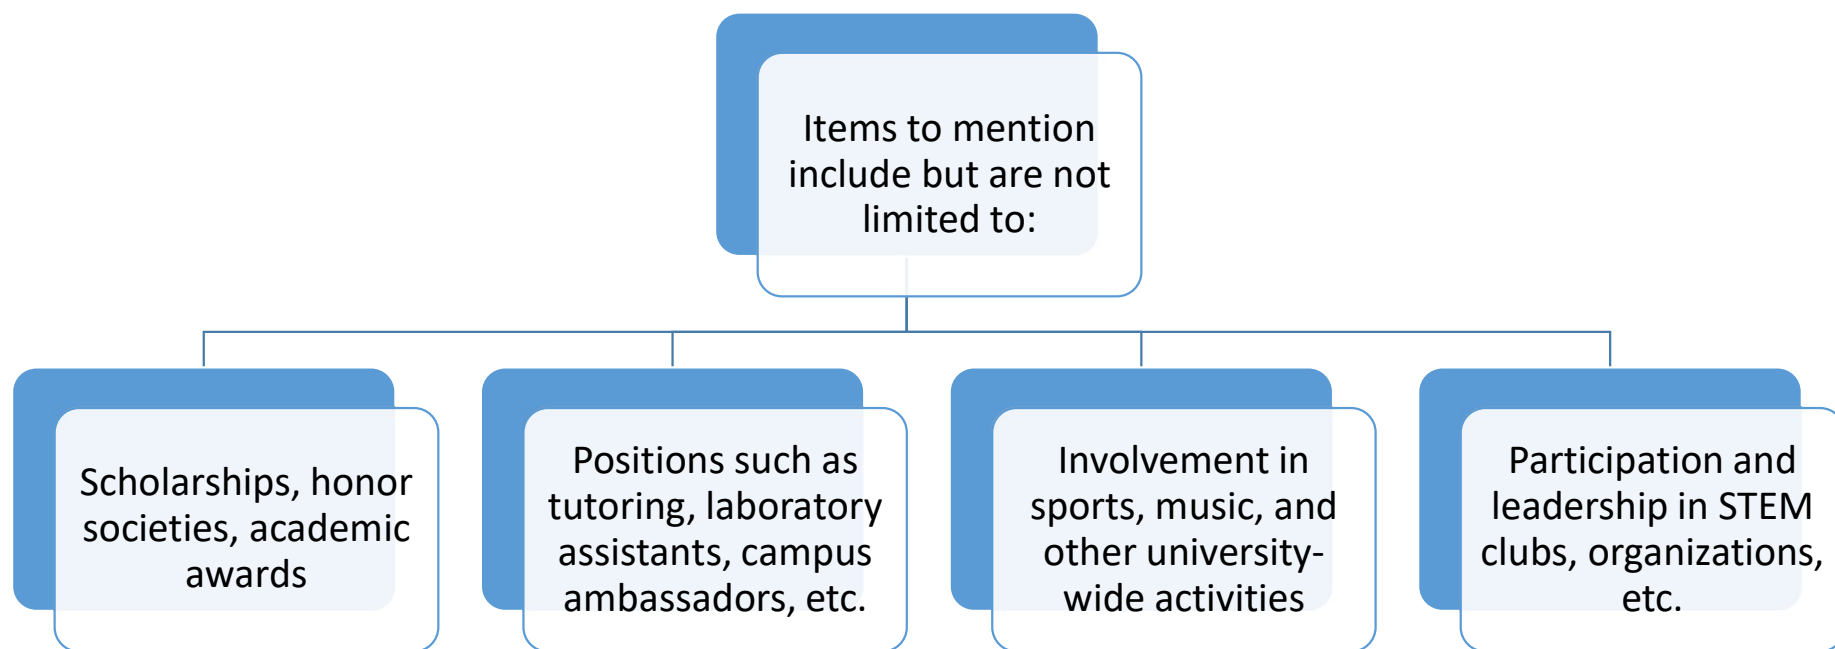 Items to mention
include but are not
limited to:
Scholarships, honor
societies, academic
awards
Positions such as
tutoring, laboratory
assistants, campus
ambassadors, etc.
Involvement in
sports, music, and
other university-
wide activities
Participation and
leadership in STEM
clubs, organizations,
etc.